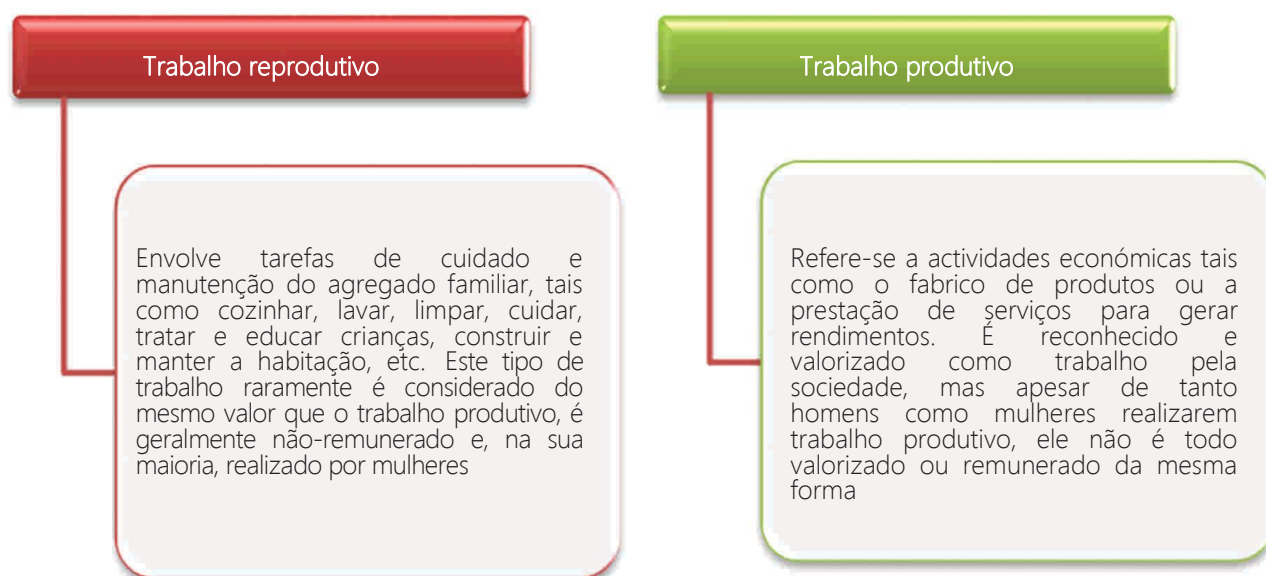 Trabalho reprodutivo
Envolve tarefas de cuidado e
manutenção do agregado familiar, tais
como cozinhar, lavar, limpar, cuidar,
tratar e educar crianças, construir e
manter a habitação, etc. Este tipo de
trabalho raramente é considerado do
mesmo valor que o trabalho produtivo, é
geralmente não-remunerado e, na sua
maioria, realizado por mulheres
Trabalho produtivo
Refere-se a actividades económicas tais
como o fabrico de produtos ou a
prestação de serviços para gerar
rendimentos. É reconhecido e
valorizado como trabalho pela
sociedade, mas apesar de tanto
homens como mulheres realizarem
trabalho produtivo, ele não é todo
valorizado ou remunerado da mesma
forma